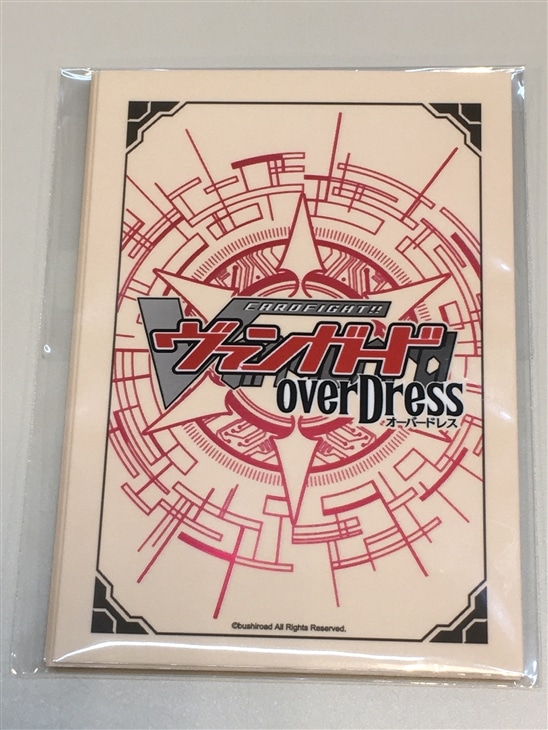 CARDFIGHT!!
ヴァンガード
overDress
オーバードレス
©bushiroad All Rights Reserved.